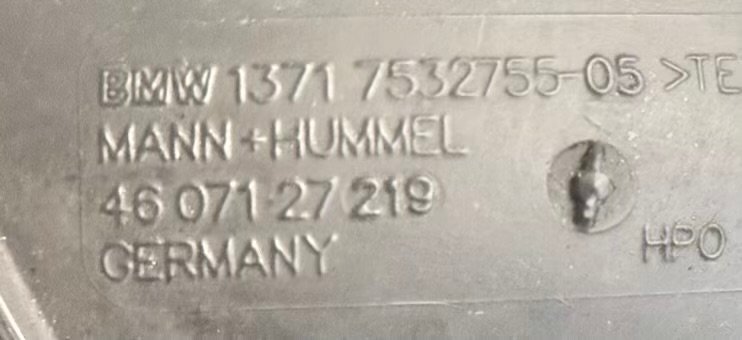 BMW 1371 7532755-05 >TE
MANN+HUMMEL
46 071 27 219
HPO
GERMANY